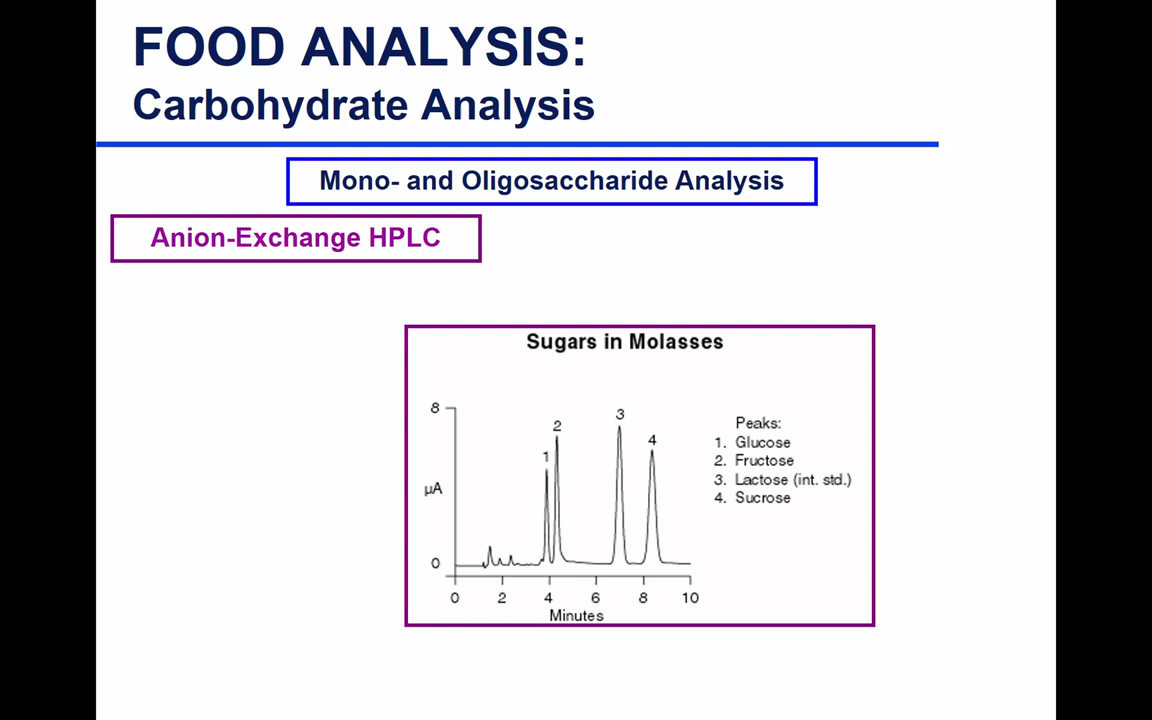 FOOD ANALYSIS:
Carbohydrate Analysis
Mono- and Oligosaccharide Analysis
Anion-Exchange HPLC
Sugars in Molasses
8
µA
0
1
2
3
4
Peaks:
1. Glucose
2. Fructose
3. Lactose (int. std.)
4. Sucrose
0 2 4 6 8 10
Minutes